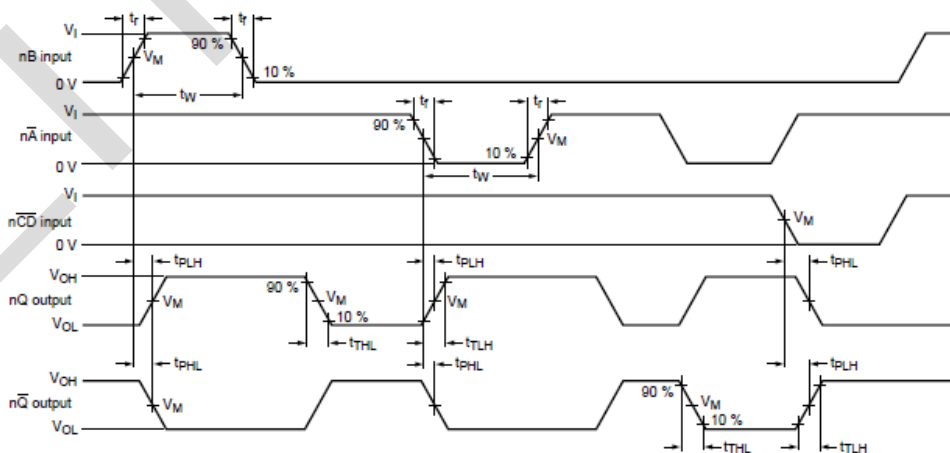 tr tr
VI
nB input
90 % VM
10 %
0 V
tW
tf tr
VI
nA̅ input
90 %
10 % VM
0 V
tW
VI
nC̅D̅ input
VM
0 V
tPLH tPLH tPHL
VOH
nQ output
90 %
VM VM VM
10 %
VOL
tTHL tTLH
tPHL tPHL tPLH
VOH
nQ̅ output
90 %
VM VM
10 %
VOL
tTHL tTLH